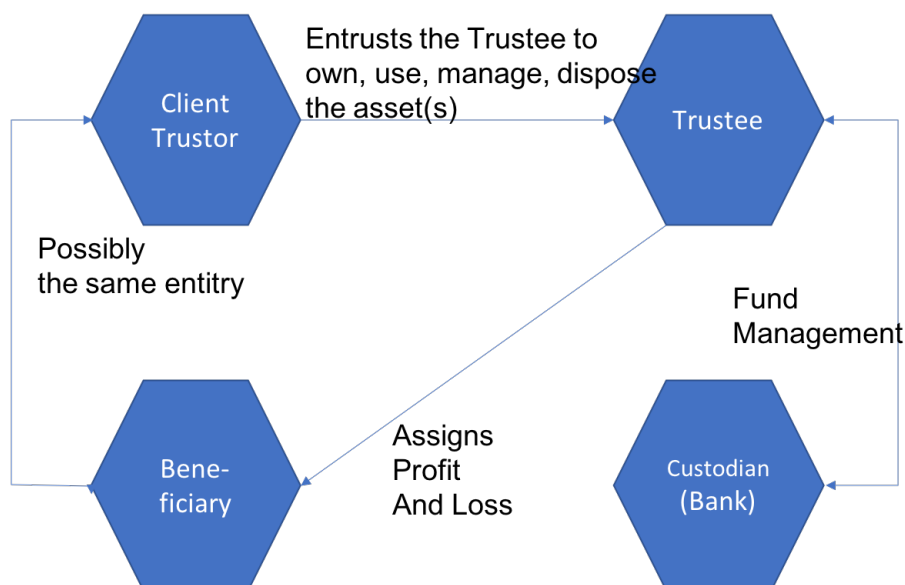 Entrusts the Trustee to
own, use, manage, dispose
the asset(s)
Client
Trustor
Trustee
Possibly
the same entitry
Fund
Management
Assigns
Profit
And Loss
Bene-
ficiary
Custodian
(Bank)